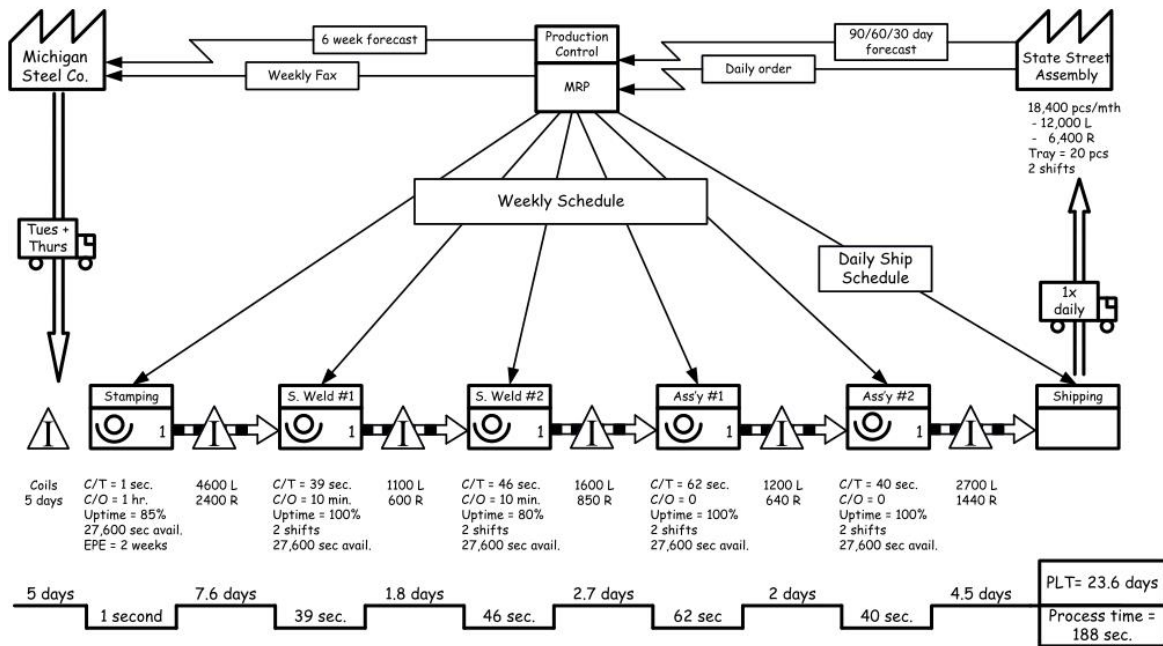 Michigan
Steel Co.
6 week forecast
Weekly Fax
Production
Control
MRP
90/60/30 day
forecast
Daily order
State Street
Assembly
18,400 pcs/mth
- 12,000 L
- 6,400 R
Tray = 20 pcs
2 shifts
Weekly Schedule
Tues +
Thurs
Daily Ship
Schedule
1x
daily
I
Coils
5 days
Stamping
1
C/T = 1 sec.
C/O = 1 hr.
Uptime = 85%
27,600 sec avail.
EPE = 2 weeks
I
4600 L
2400 R
S. Weld #1
1
C/T = 39 sec.
C/O = 10 min.
Uptime = 100%
2 shifts
27,600 sec avail.
I
1100 L
600 R
S. Weld #2
1
C/T = 46 sec.
C/O = 10 min.
Uptime = 80%
2 shifts
27,600 sec avail.
I
1600 L
850 R
Ass'y #1
1
C/T = 62 sec.
C/O = 0
Uptime = 100%
2 shifts
27,600 sec avail.
I
1200 L
640 R
Ass'y #2
1
C/T = 40 sec.
C/O = 0
Uptime = 100%
2 shifts
27,600 sec avail.
I
2700 L
1440 R
Shipping
5 days
1 second
7.6 days
39 sec.
1.8 days
46 sec.
2.7 days
62 sec
2 days
40 sec.
4.5 days
PLT= 23.6 days
Process time =
188 sec.